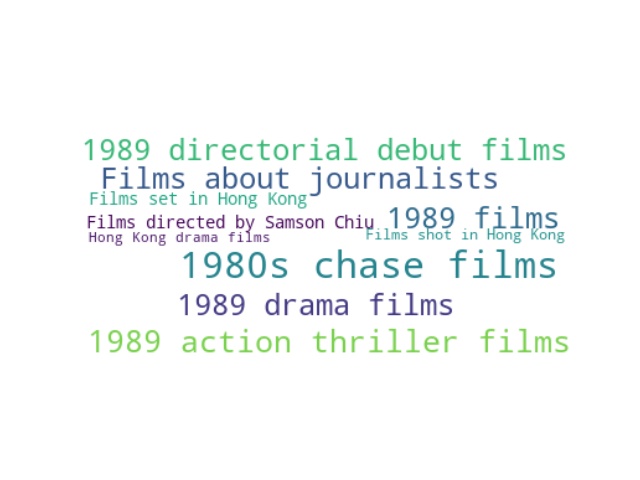 1989 directorial debut films
Films about journalists
Films set in Hong Kong
Films directed by Samson Chiu
1989 films
Hong Kong drama films
Films shot in Hong Kong
1980s chase films
1989 drama films
1989 action thriller films